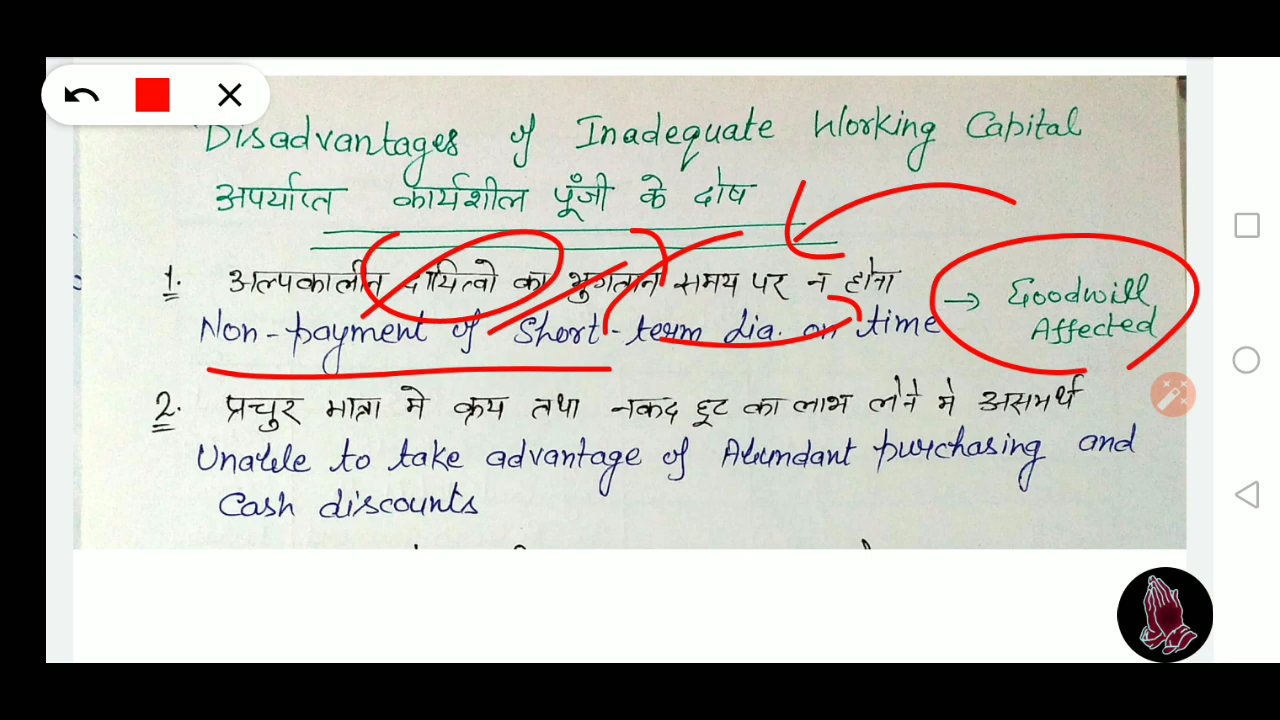 Disadvantages of Inadequate Working Capital
अपर्याप्त कार्यशील पूँजी के दोष
1. अल्पकालीन दायित्वो का भुगतान समय पर न होना
Non-payment of Short-term Lia. on time → Goodwill Affected
2. प्रचुर मात्रा मे क्रय तथा नकद छूट का लाभ लेने मे असमर्थ
Unable to take advantage of Abundant purchasing and
Cash discounts